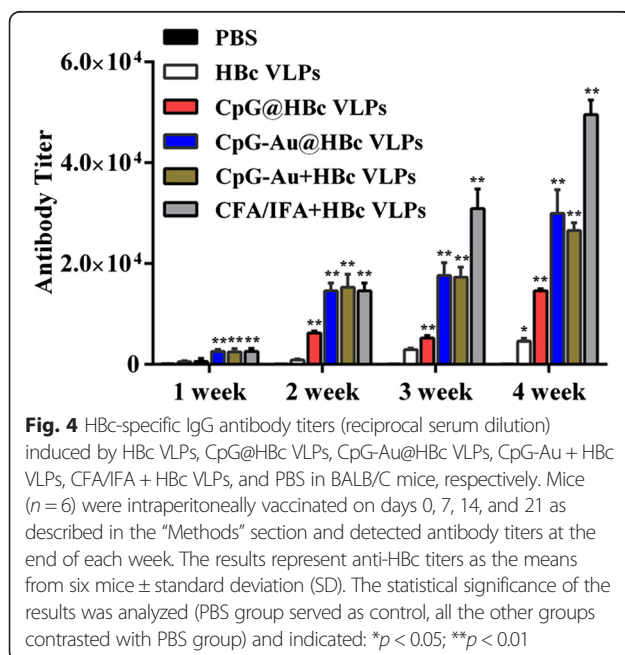 PBS
HBc VLPs
CpG@HBc VLPs
CpG-Au@HBc VLPs
CpG-Au+HBc VLPs
CFA/IFA+HBc VLPs
Antibody Titer
6.0×10⁴
4.0×10⁴
2.0×10⁴
0
** ** **
** ** ** **
** ** ** **
* ** ** ** **
1 week 2 week 3 week 4 week
Fig. 4 HBc-specific IgG antibody titers (reciprocal serum dilution)
induced by HBc VLPs, CpG@HBc VLPs, CpG-Au@HBc VLPs, CpG-Au + HBc
VLPs, CFA/IFA + HBc VLPs, and PBS in BALB/C mice, respectively. Mice
(n = 6) were intraperitoneally vaccinated on days 0, 7, 14, and 21 as
described in the “Methods” section and detected antibody titers at the
end of each week. The results represent anti-HBc titers as the means
from six mice ± standard deviation (SD). The statistical significance of the
results was analyzed (PBS group served as control, all the other groups
contrasted with PBS group) and indicated: *p < 0.05; **p < 0.01